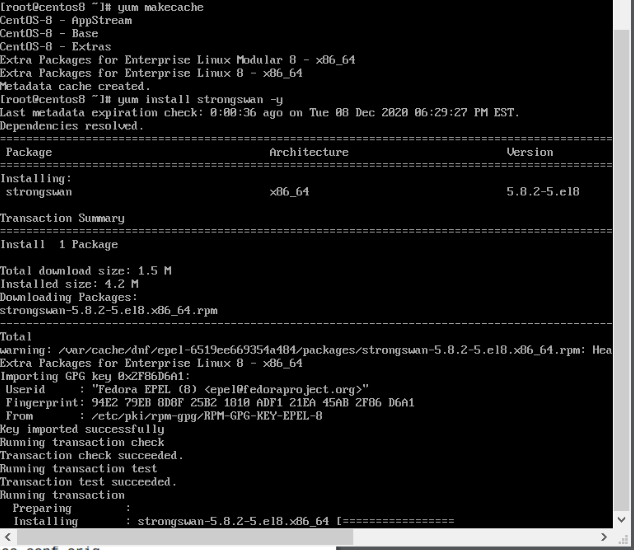 [root@centos8 ~]# yum makecache
CentOS-8 - AppStream
CentOS-8 - Base
CentOS-8 - Extras
Extra Packages for Enterprise Linux Modular 8 - x86_64
Extra Packages for Enterprise Linux 8 - x86_64
Metadata cache created.
[root@centos8 ~]# yum install strongswan -y
Last metadata expiration check: 0:00:36 ago on Tue 08 Dec 2020 06:29:27 PM EST.
Dependencies resolved.
================================================================================
 Package Architecture Version
================================================================================
Installing:
 strongswan x86_64 5.8.2-5.el8
Transaction Summary
================================================================================
Install  1 Package
Total download size: 1.5 M
Installed size: 4.2 M
Downloading Packages:
strongswan-5.8.2-5.el8.x86_64.rpm
--------------------------------------------------------------------------------
Total
warning: /var/cache/dnf/epel-6519ee669354a484/packages/strongswan-5.8.2-5.el8.x86_64.rpm: Hea
Extra Packages for Enterprise Linux 8 - x86_64
Importing GPG key 0x2F86D6A1:
 Userid     : "Fedora EPEL (8) <epel@fedoraproject.org>"
 Fingerprint: 94E2 79EB 8D8F 25B2 1810 ADF1 21EA 45AB 2F86 D6A1
 From       : /etc/pki/rpm-gpg/RPM-GPG-KEY-EPEL-8
Key imported successfully
Running transaction check
Transaction check succeeded.
Running transaction test
Transaction test succeeded.
Running transaction
  Preparing        :
  Installing       : strongswan-5.8.2-5.el8.x86_64 [=================